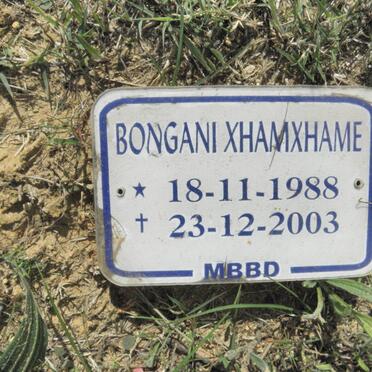 BONGANI XHAMXHAME
★ 18-11-1988
✝ 23-12-2003
MBBD